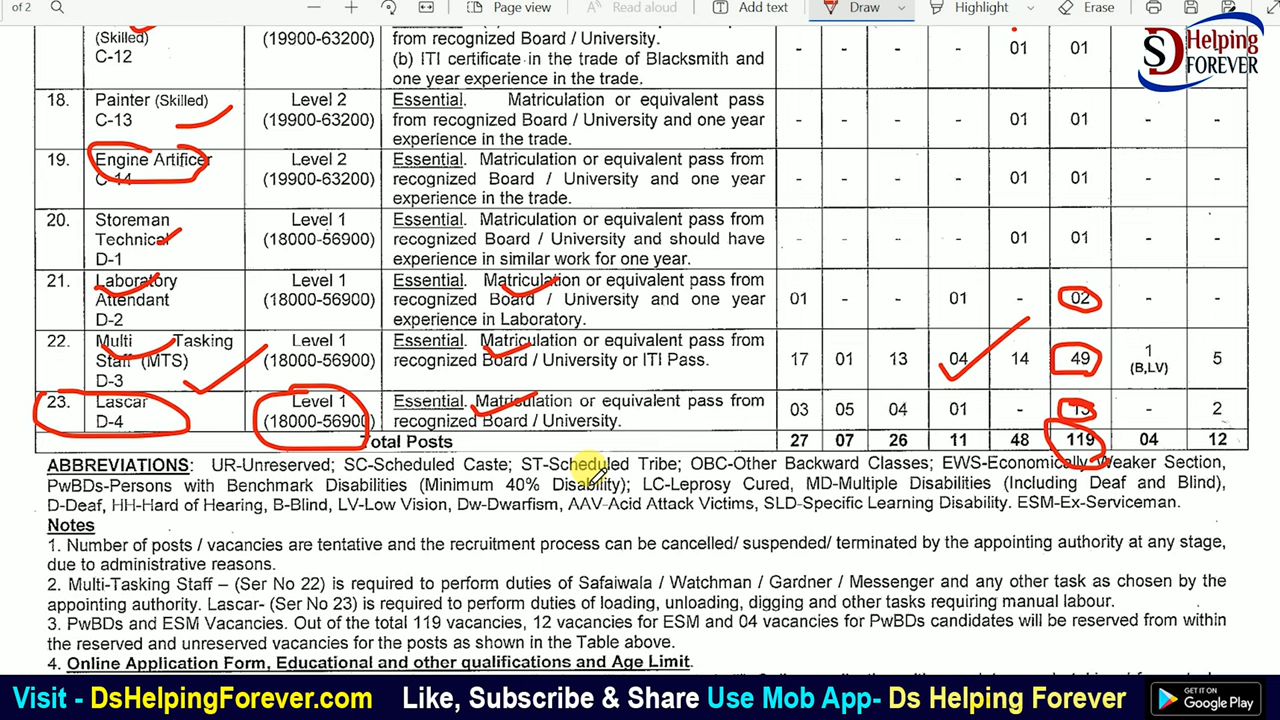 of 2 Page view Read aloud Add text Draw Highlight Erase
SD Helping FOREVER
(Skilled) (19900-63200) from recognized Board / University. - - - - 01 01
C-12 (b) ITI certificate in the trade of Blacksmith and
one year experience in the trade.
18. Painter (Skilled) Level 2 Essential. Matriculation or equivalent pass
C-13 (19900-63200) from recognized Board / University and one year - - - - 01 01 - -
experience in the trade.
19. Engine Artificer Level 2 Essential. Matriculation or equivalent pass from
C-14 (19900-63200) recognized Board / University and one year - - - - 01 01 - -
experience in the trade.
20. Storeman Level 1 Essential. Matriculation or equivalent pass from
Technical (18000-56900) recognized Board / University and should have - - - - 01 01 - -
D-1 experience in similar work for one year.
21. Laboratory Level 1 Essential. Matriculation or equivalent pass from
Attendant (18000-56900) recognized Board / University and one year 01 - - 01 - 02 - -
D-2 experience in Laboratory.
22. Multi Tasking Level 1 Essential. Matriculation or equivalent pass from
Staff (MTS) (18000-56900) recognized Board / University or ITI Pass. 17 01 13 04 14 49 1 (B,LV) 5
D-3
23. Lascar Level 1 Essential. Matriculation or equivalent pass from
D-4 (18000-56900) recognized Board / University. 03 05 04 01 - 13 - 2
Total Posts 27 07 26 11 48 119 04 12
ABBREVIATIONS: UR-Unreserved; SC-Scheduled Caste; ST-Scheduled Tribe; OBC-Other Backward Classes; EWS-Economically Weaker Section,
PwBDs-Persons with Benchmark Disabilities (Minimum 40% Disability); LC-Leprosy Cured, MD-Multiple Disabilities (Including Deaf and Blind),
D-Deaf, HH-Hard of Hearing, B-Blind, LV-Low Vision, Dw-Dwarfism, AAV-Acid Attack Victims, SLD-Specific Learning Disability. ESM-Ex-Serviceman.
Notes
1. Number of posts / vacancies are tentative and the recruitment process can be cancelled/ suspended/ terminated by the appointing authority at any stage,
due to administrative reasons.
2. Multi-Tasking Staff – (Ser No 22) is required to perform duties of Safaiwala / Watchman / Gardner / Messenger and any other task as chosen by the
appointing authority. Lascar- (Ser No 23) is required to perform duties of loading, unloading, digging and other tasks requiring manual labour.
3. PwBDs and ESM Vacancies. Out of the total 119 vacancies, 12 vacancies for ESM and 04 vacancies for PwBDs candidates will be reserved from within
the reserved and unreserved vacancies for the posts as shown in the Table above.
4. Online Application Form, Educational and other qualifications and Age Limit.
Visit - DsHelpingForever.com Like, Subscribe & Share Use Mob App- Ds Helping Forever GET IT ON Google Play